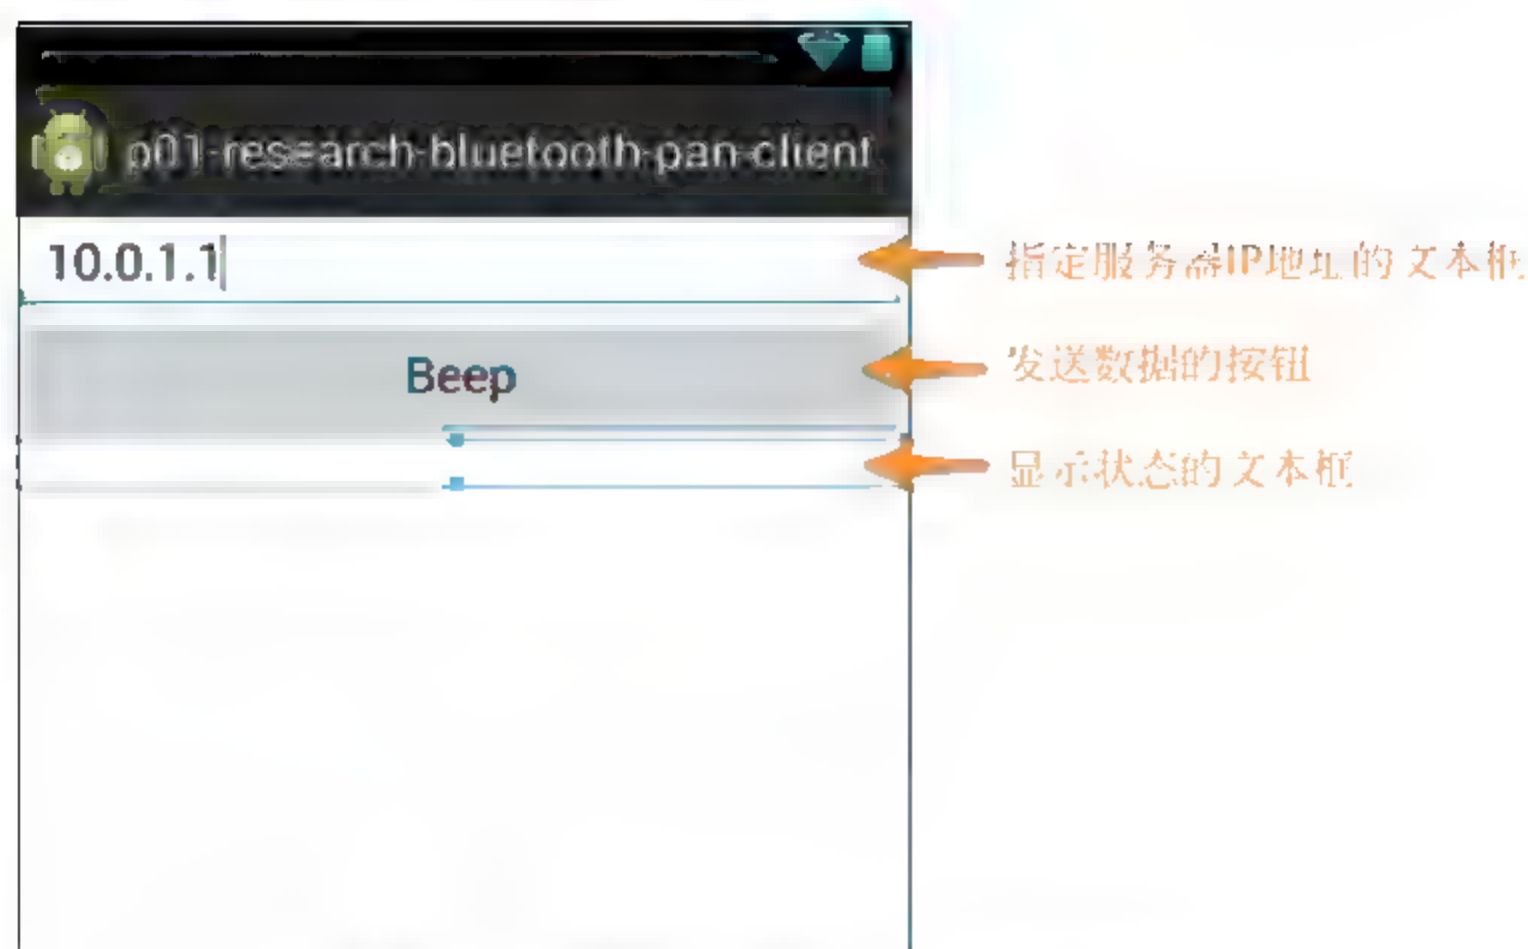 p01-research-bluetooth-pan-client
10.0.1.1
指定服务器IP地址的文本框
Beep
发送数据的按钮
显示状态的文本框